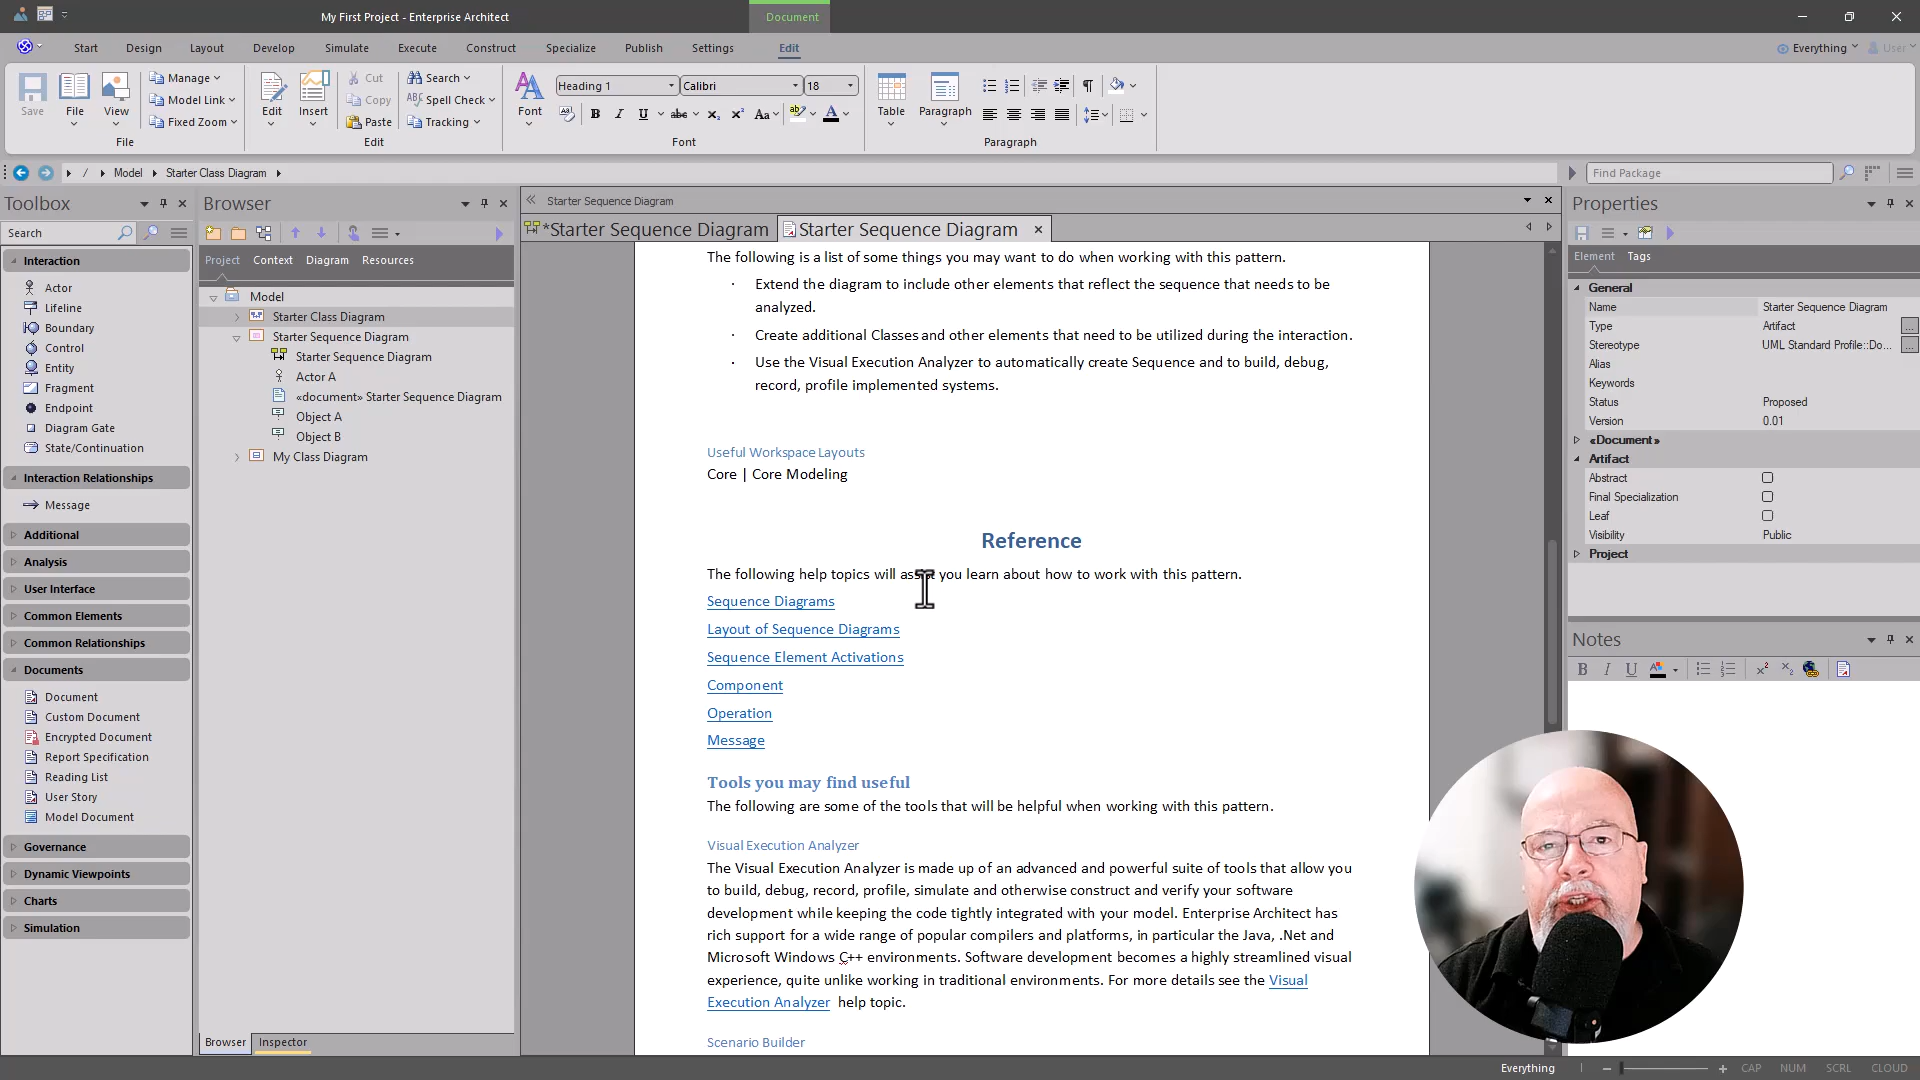 My First Project - Enterprise Architect
Document
Start Design Layout Develop Simulate Execute Construct Specialize Publish Settings Edit
Everything User
Save File View Manage Model Link Fixed Zoom
File
Edit Insert Cut Copy Paste Search Spell Check Tracking
Edit
Font Heading 1 Calibri 18
B I U abc X₂ X² Aa A
Font
Table Paragraph
Paragraph
/ Model Starter Class Diagram
Find Package
Toolbox
Search
Interaction
Actor
Lifeline
Boundary
Control
Entity
Fragment
Endpoint
Diagram Gate
State/Continuation
Interaction Relationships
Message
Additional
Analysis
User Interface
Common Elements
Common Relationships
Documents
Document
Custom Document
Encrypted Document
Report Specification
Reading List
User Story
Model Document
Governance
Dynamic Viewpoints
Charts
Simulation
Browser
Project Context Diagram Resources
Model
Starter Class Diagram
Starter Sequence Diagram
Starter Sequence Diagram
Actor A
«document» Starter Sequence Diagram
Object A
Object B
My Class Diagram
Browser Inspector
Starter Sequence Diagram
*Starter Sequence Diagram Starter Sequence Diagram
The following is a list of some things you may want to do when working with this pattern.
· Extend the diagram to include other elements that reflect the sequence that needs to be
analyzed.
· Create additional Classes and other elements that need to be utilized during the interaction.
· Use the Visual Execution Analyzer to automatically create Sequence and to build, debug,
record, profile implemented systems.
Useful Workspace Layouts
Core | Core Modeling
Reference
The following help topics will assist you learn about how to work with this pattern.
Sequence Diagrams
Layout of Sequence Diagrams
Sequence Element Activations
Component
Operation
Message
Tools you may find useful
The following are some of the tools that will be helpful when working with this pattern.
Visual Execution Analyzer
The Visual Execution Analyzer is made up of an advanced and powerful suite of tools that allow you
to build, debug, record, profile, simulate and otherwise construct and verify your software
development while keeping the code tightly integrated with your model. Enterprise Architect has
rich support for a wide range of popular compilers and platforms, in particular the Java, .Net and
Microsoft Windows C++ environments. Software development becomes a highly streamlined visual
experience, quite unlike working in traditional environments. For more details see the Visual
Execution Analyzer help topic.
Scenario Builder
Properties
Element Tags
General
Name Starter Sequence Diagram
Type Artifact ...
Stereotype UML Standard Profile::Do... ...
Alias
Keywords
Status Proposed
Version 0.01
«Document»
Artifact
Abstract
Final Specialization
Leaf
Visibility Public
Project
Notes
B I U A x² x₂
Everything CAP NUM SCRL CLOUD